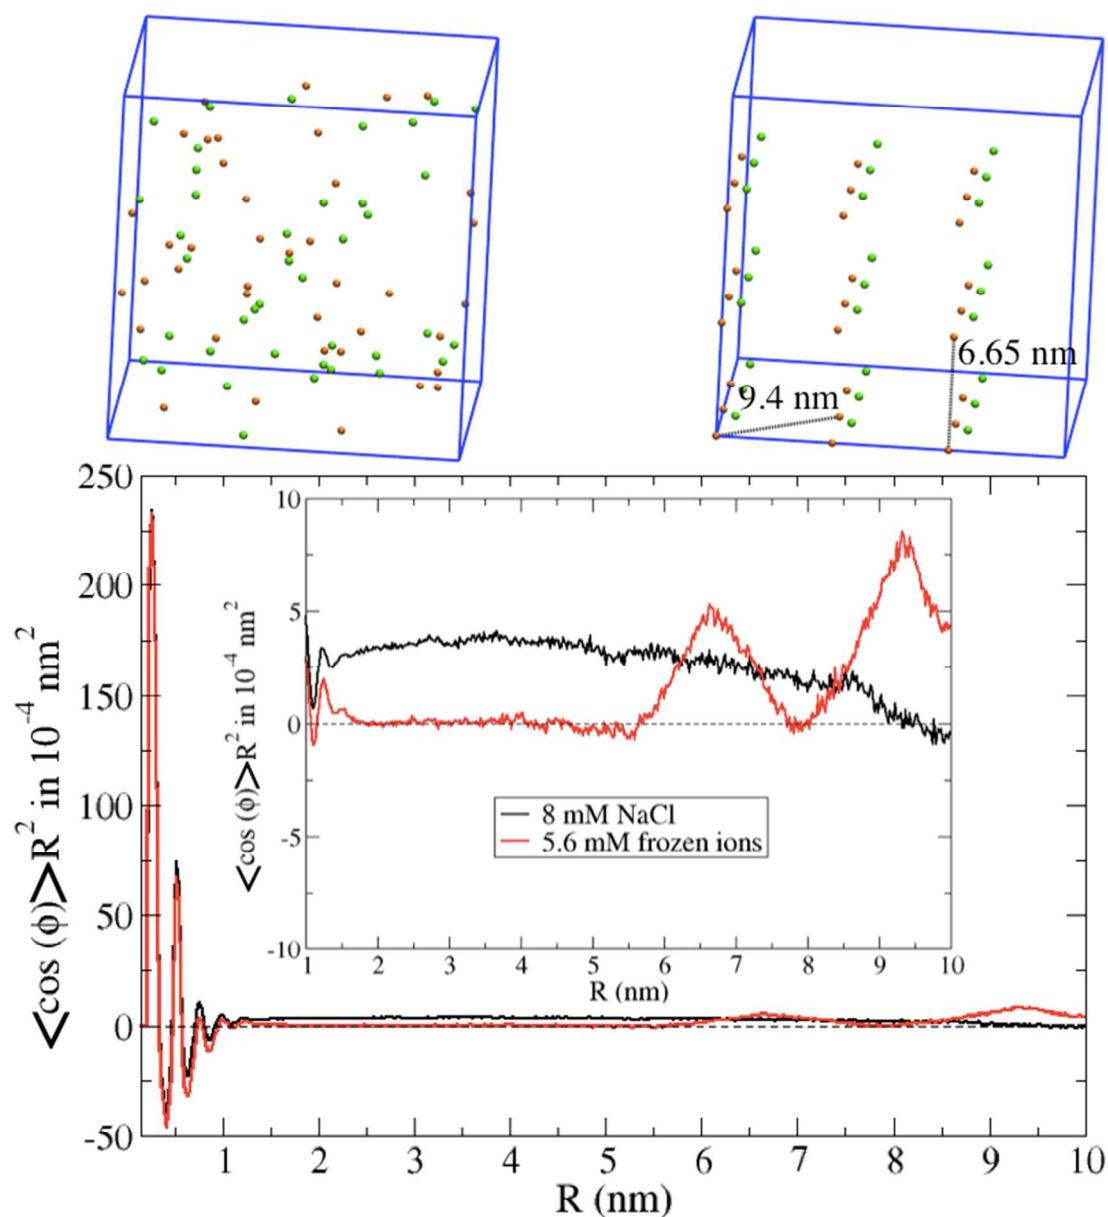 6.65 nm
9.4 nm
250
200
150
100
50
0
-50
<cos (ϕ)>R² in 10⁻⁴ nm²
10
5
0
-5
-10
<cos (ϕ)>R² in 10⁻⁴ nm²
8 mM NaCl
5.6 mM frozen ions
1 2 3 4 5 6 7 8 9 10
R (nm)
1 2 3 4 5 6 7 8 9 10
R (nm)